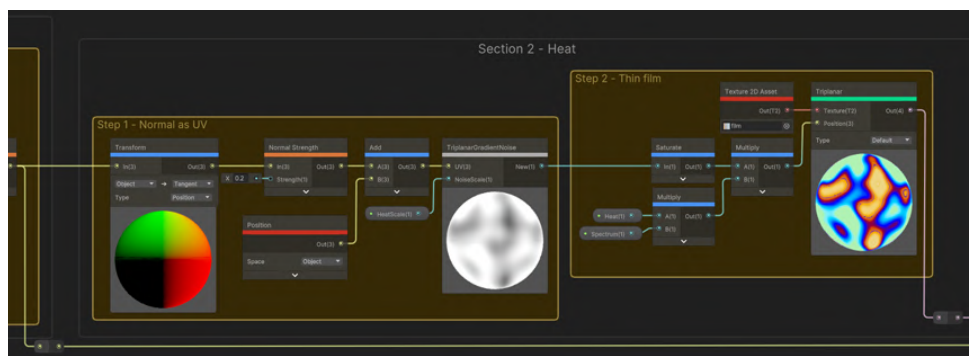 Section 2 - Heat
Step 1 - Normal as UV
Transform
In(3) Out(3)
Object → Tangent
Type Position
Normal Strength
X 0.2
In(3) Out(3)
Strength(1)
Position
Out(3)
Space Object
Add
A(3) Out(3)
B(3)
HeatScale(1)
TriplanarGradientNoise
UV(3) New(1)
NoiseScale(1)
Step 2 - Thin film
Saturate
In(1) Out(1)
Multiply
A(1) Out(1)
B(1)
Heat(1)
Spectrum(1)
Texture 2D Asset
Out(T2)
film
Multiply
A(1) Out(1)
B(1)
Triplanar
Texture(T2) Out(4)
Position(3)
Type Default